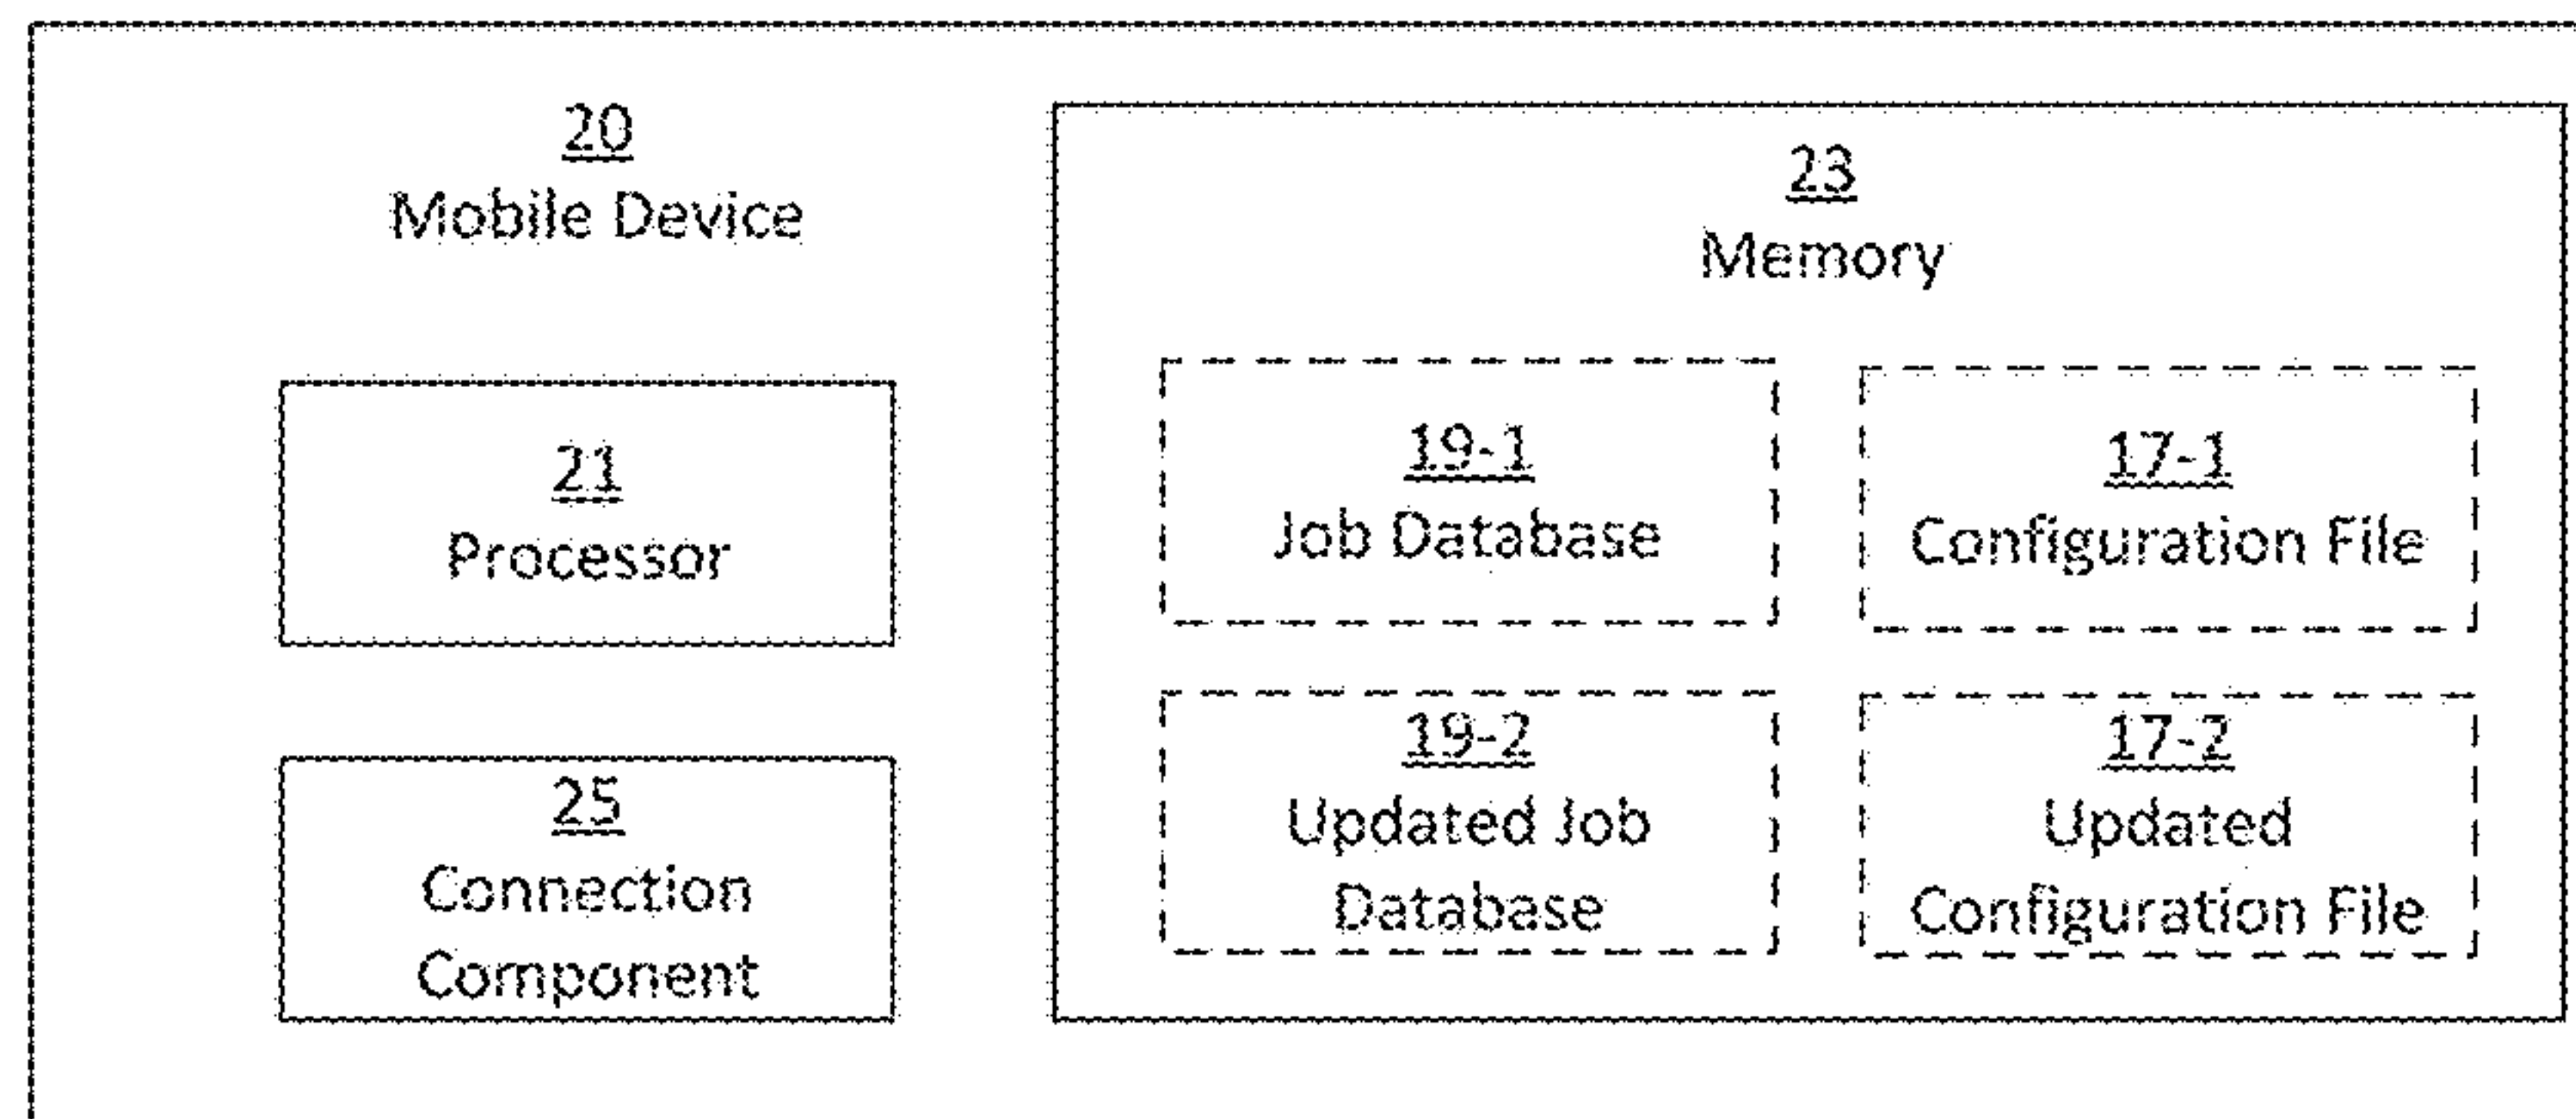 20
Mobile Device
21
Processor
25
Connection
Component
23
Memory
19-1
Job Database
17-1
Configuration File
19-2
Updated Job
Database
17-2
Updated
Configuration File